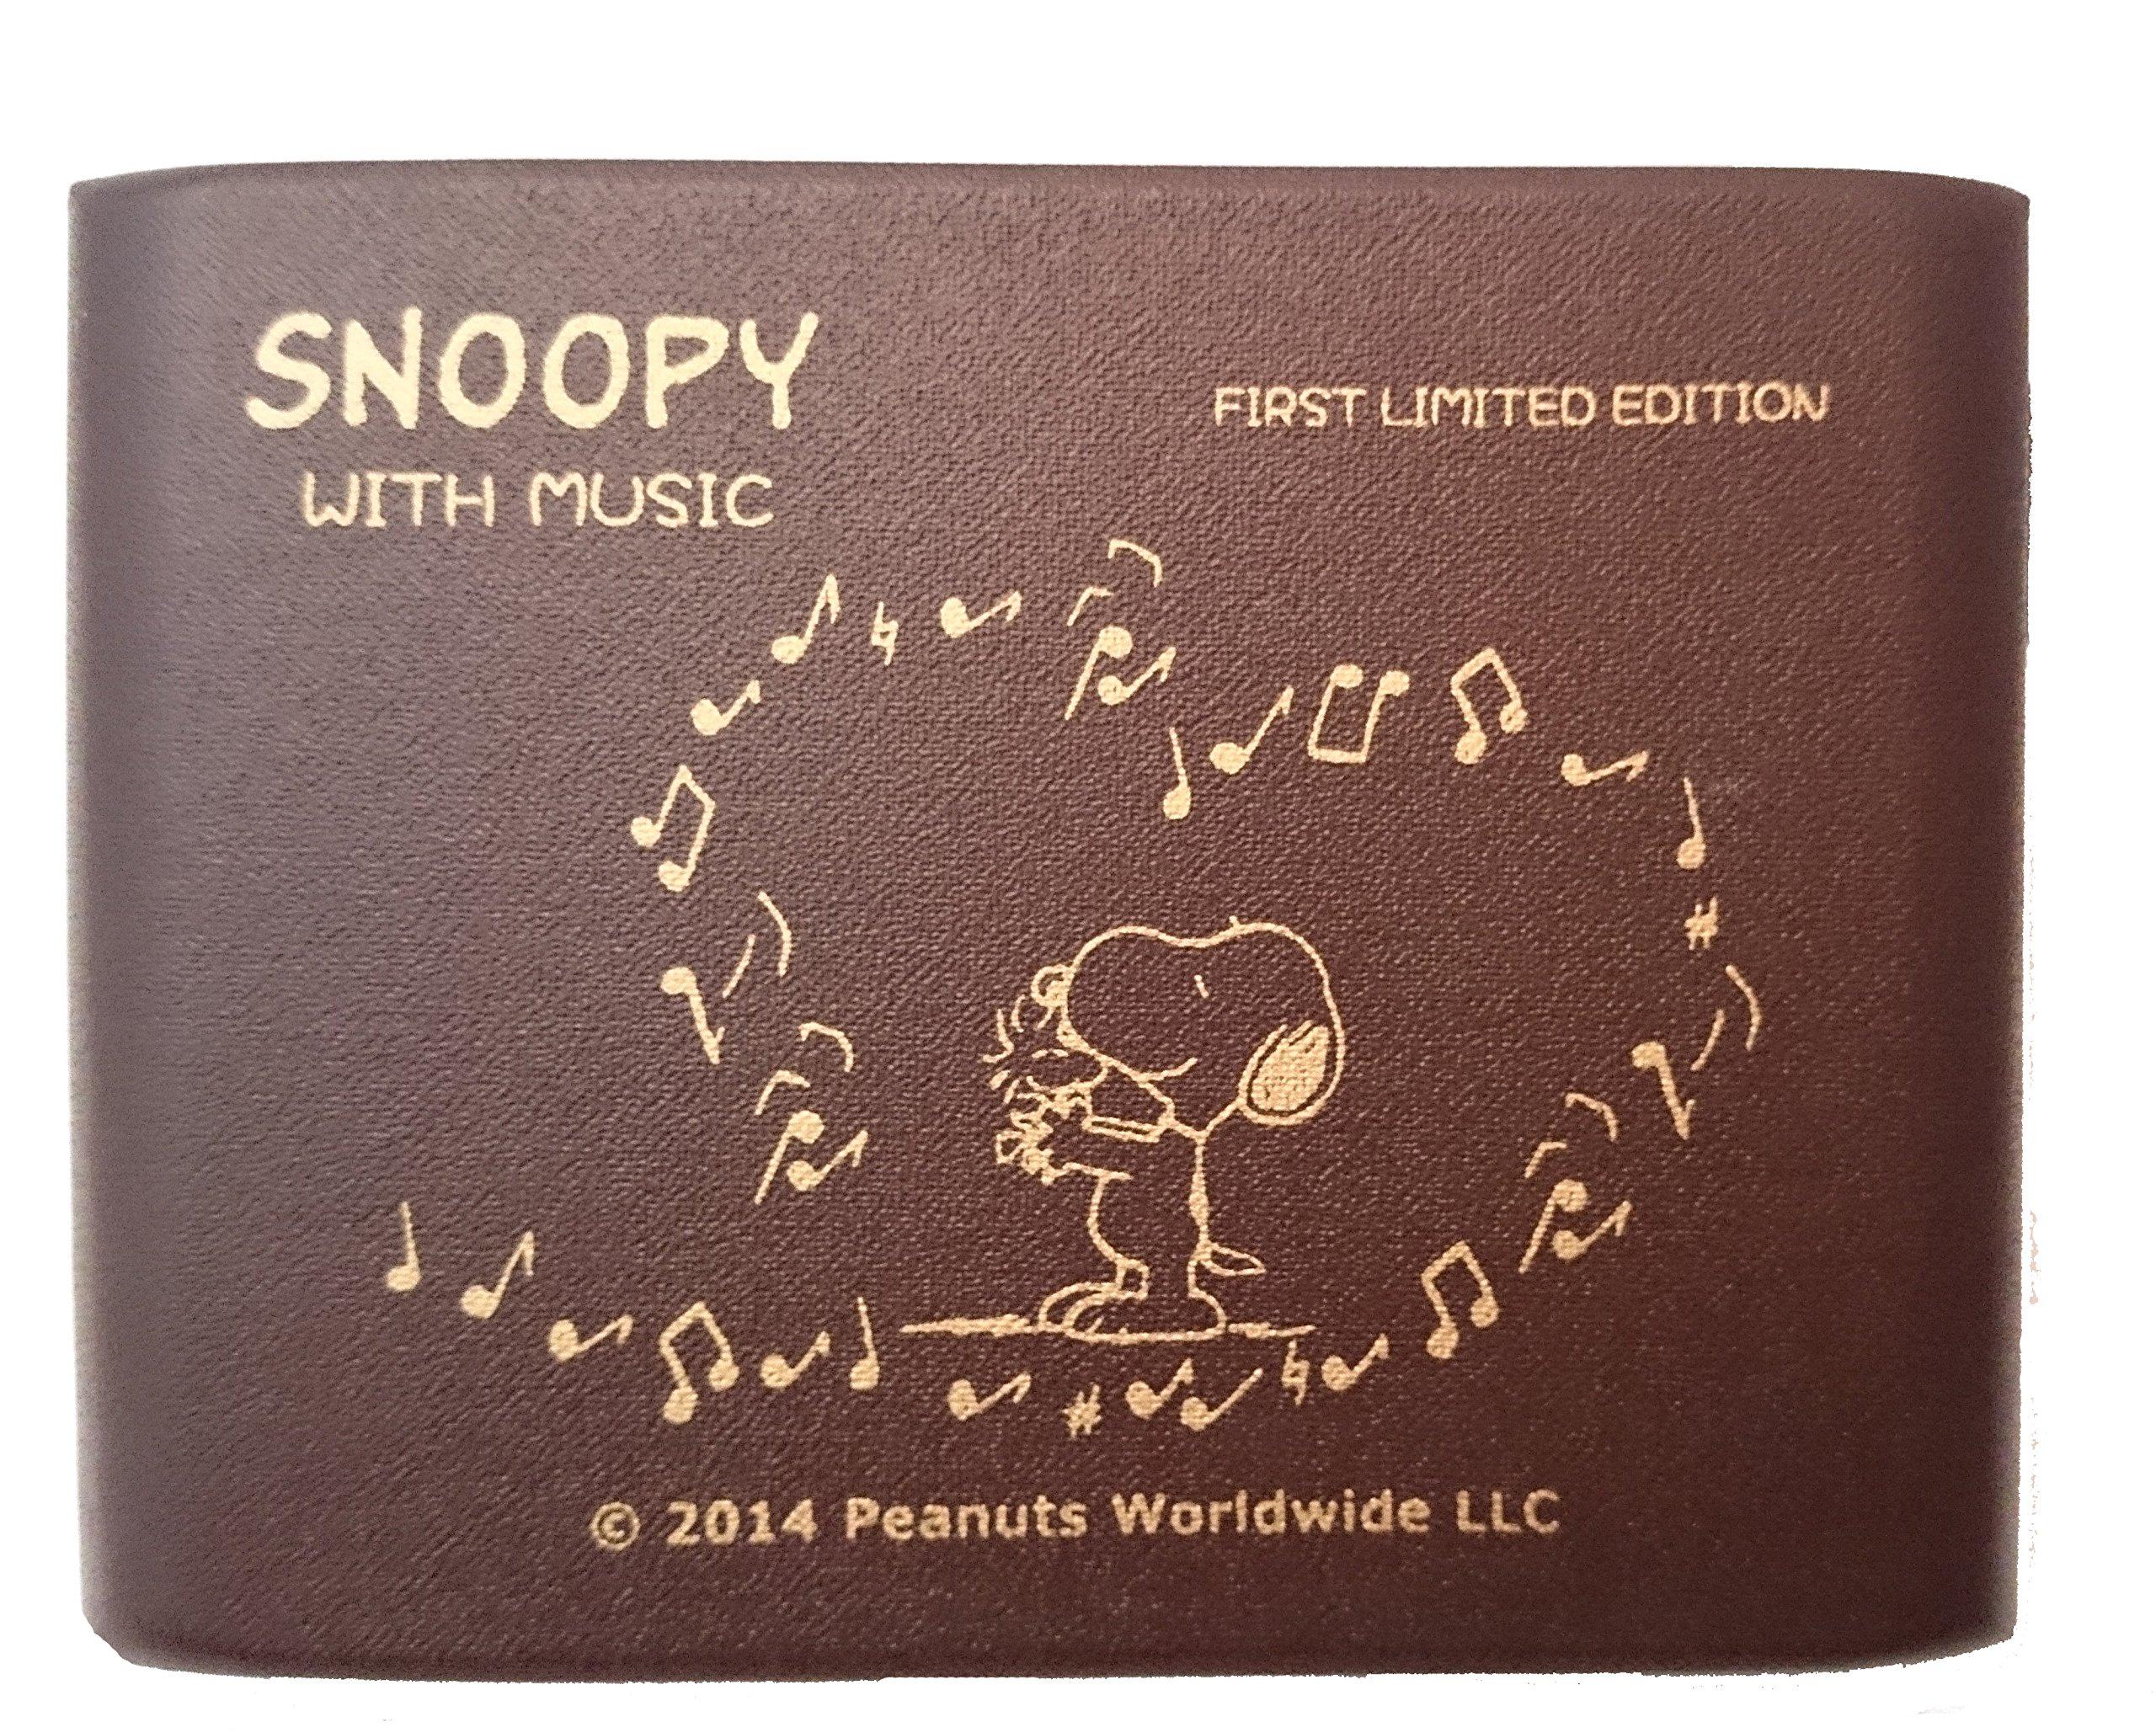 SNOOPY
WITH MUSIC
FIRST LIMITED EDITION
© 2014 Peanuts Worldwide LLC